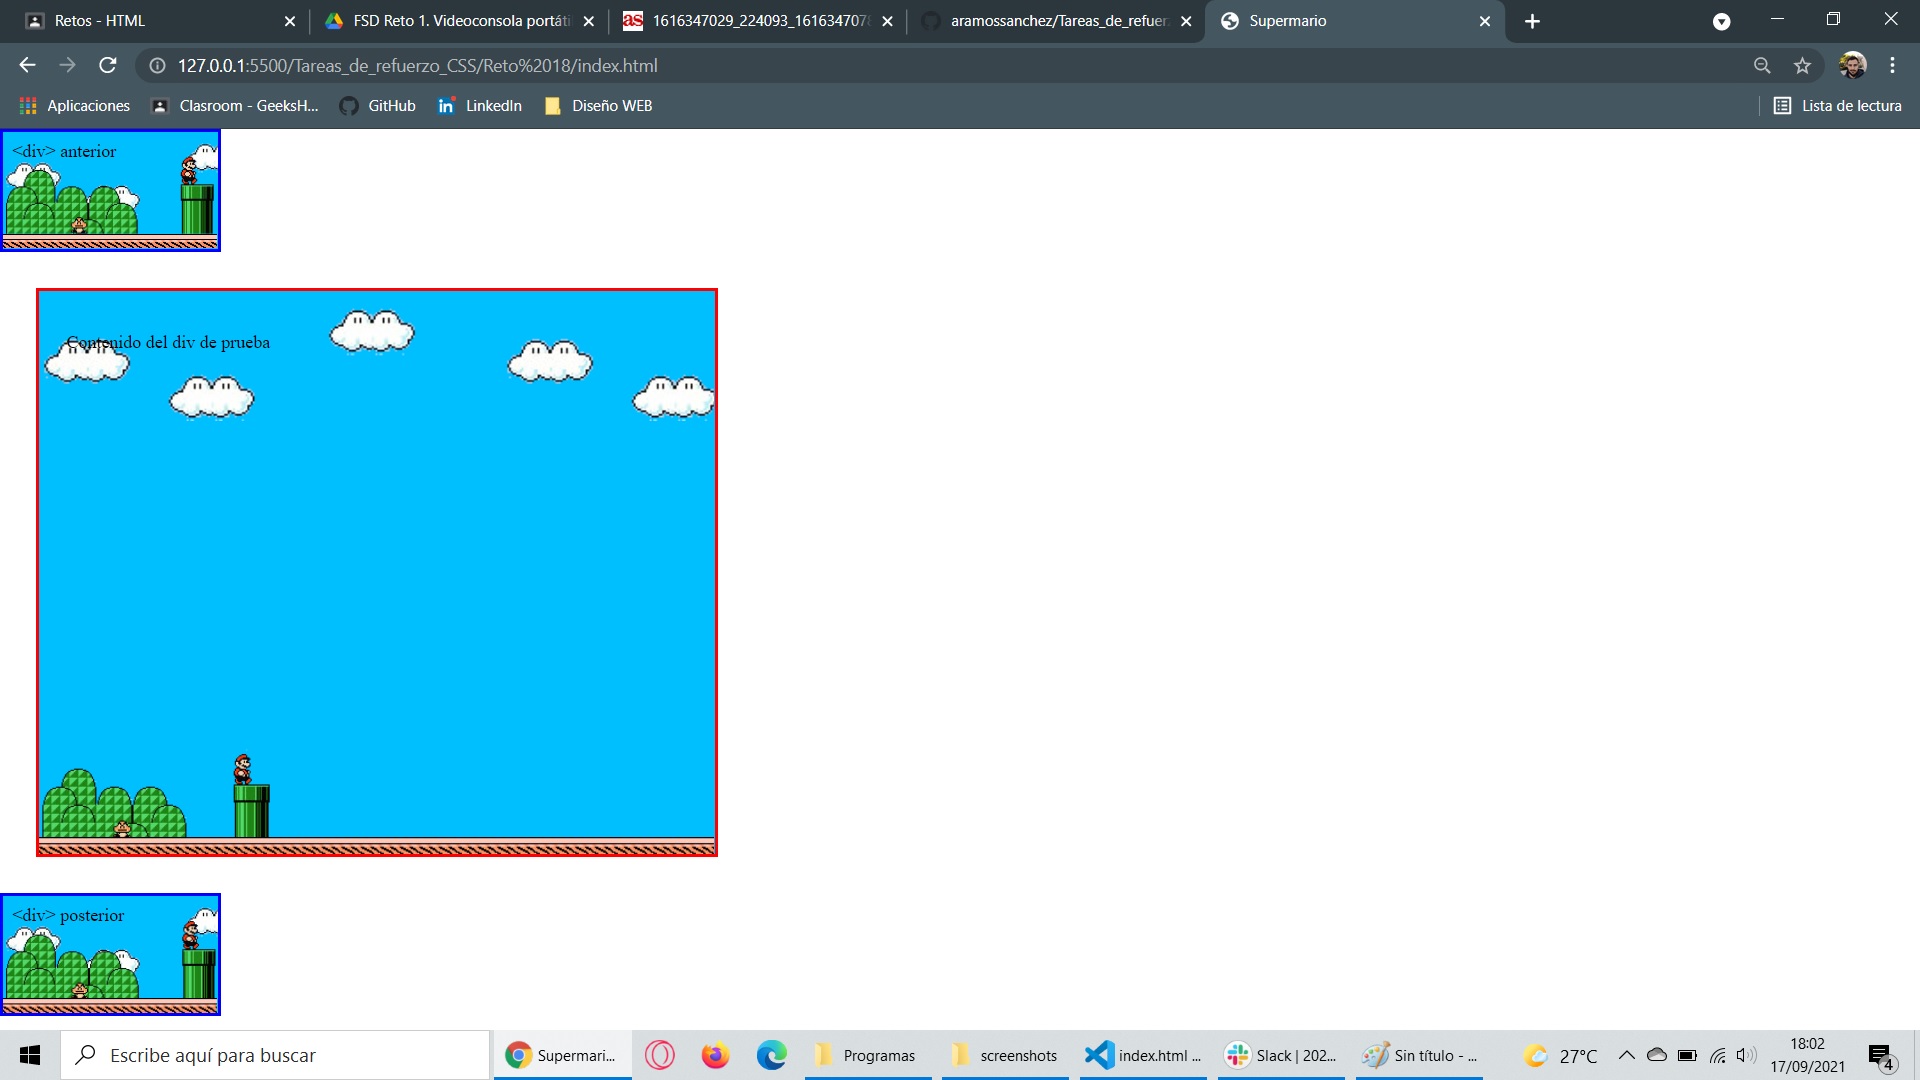 Retos - HTML
FSD Reto 1. Videoconsola portáti
as 1616347029_224093_1616347078
aramossanchez/Tareas_de_refuer
Supermario
127.0.0.1:5500/Tareas_de_refuerzo_CSS/Reto%2018/index.html
Aplicaciones
Clasroom - GeeksH...
GitHub
in LinkedIn
Diseño WEB
Lista de lectura
<div> anterior
Contenido del div de prueba
<div> posterior
Escribe aquí para buscar
Supermari...
Programas
screenshots
index.html ...
Slack | 202...
Sin título - ...
27°C
18:02
17/09/2021
4